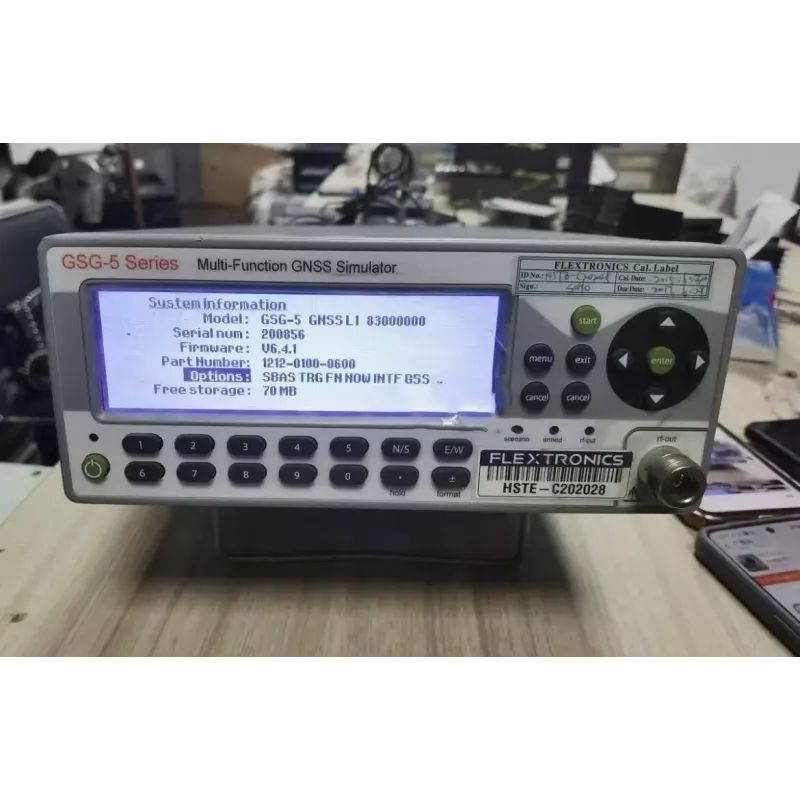 GSG-5 Series Multi-Function GNSS Simulator
FLEXTRONICS Cal. Label
ID No.:
Cal. Date:
Sign.:
Due Date:
System Information
Model: GSG-5 GNSS L1 83000000
Serial num: 200856
Firmware: V6.4.1
Part Number: 1212-0100-0600
Options: SBAS TRG FN NOW INTF GSS ..
Free storage: 70 MB
start
menu exit enter
cancel cancel
scenario armed rf-out
rf-out
1 2 3 4 5 N/S E/W
6 7 8 9 0 . ±
hold format
FLEXTRONICS
HSTE-C202028